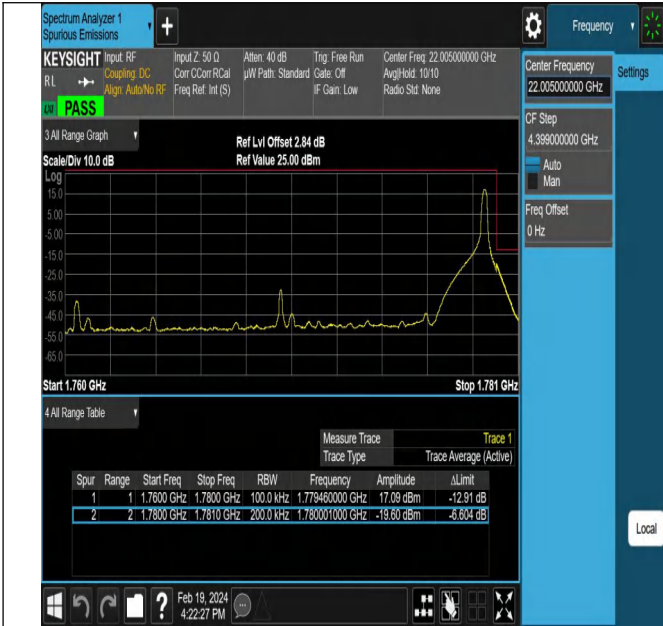 Spectrum Analyzer 1
Spurious Emissions
+
Frequency
KEYSIGHT
RL
PASS
Input: RF
Coupling: DC
Align: Auto/No RF
Input Z: 50 Ω
Corr CCorr RCal
Freq Ref: Int (S)
Atten: 40 dB
µW Path: Standard
Trig: Free Run
Gate: Off
IF Gain: Low
Center Freq: 22.005000000 GHz
Avg|Hold: 10/10
Radio Std: None
Center Frequency
22.005000000 GHz
Settings
CF Step
4.399000000 GHz
Auto
Man
Freq Offset
0 Hz
3 All Range Graph
Scale/Div 10.0 dB
Ref Lvl Offset 2.84 dB
Ref Value 25.00 dBm
Log
15.0
5.00
-5.00
-15.0
-25.0
-35.0
-45.0
-55.0
-65.0
Start 1.760 GHz
Stop 1.781 GHz
4 All Range Table
Measure Trace Trace 1
Trace Type Trace Average (Active)
Spur Range Start Freq Stop Freq RBW Frequency Amplitude ΔLimit
1 1 1.7600 GHz 1.7800 GHz 100.0 kHz 1.779460000 GHz 17.09 dBm -12.91 dB
2 2 1.7800 GHz 1.7810 GHz 200.0 kHz 1.780001000 GHz -19.60 dBm -6.604 dB
Local
?
Feb 19, 2024
4:22:27 PM